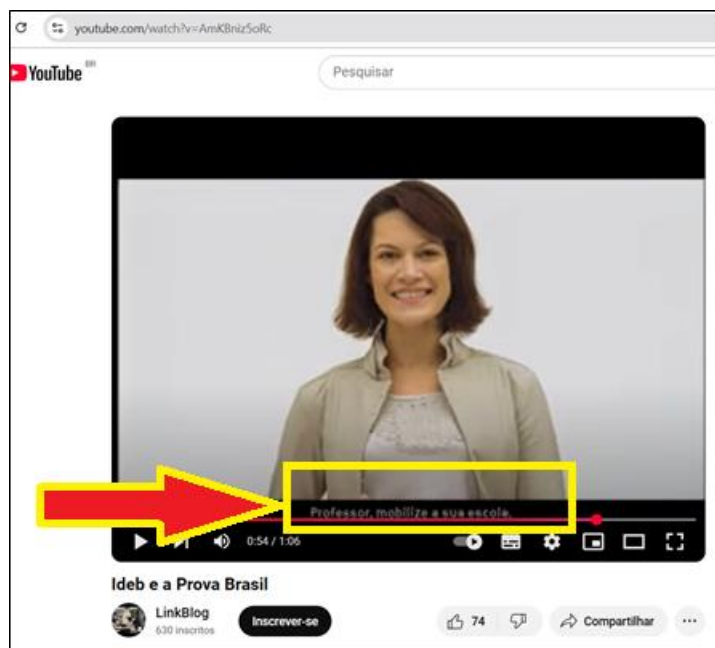 youtube.com/watch?v=AmKBniz5oRc
YouTube BR
Pesquisar
Professor, mobilize a sua escola.
0:54 / 1:06
Ideb e a Prova Brasil
LinkBlog
630 inscritos
Inscrever-se
74
Compartilhar